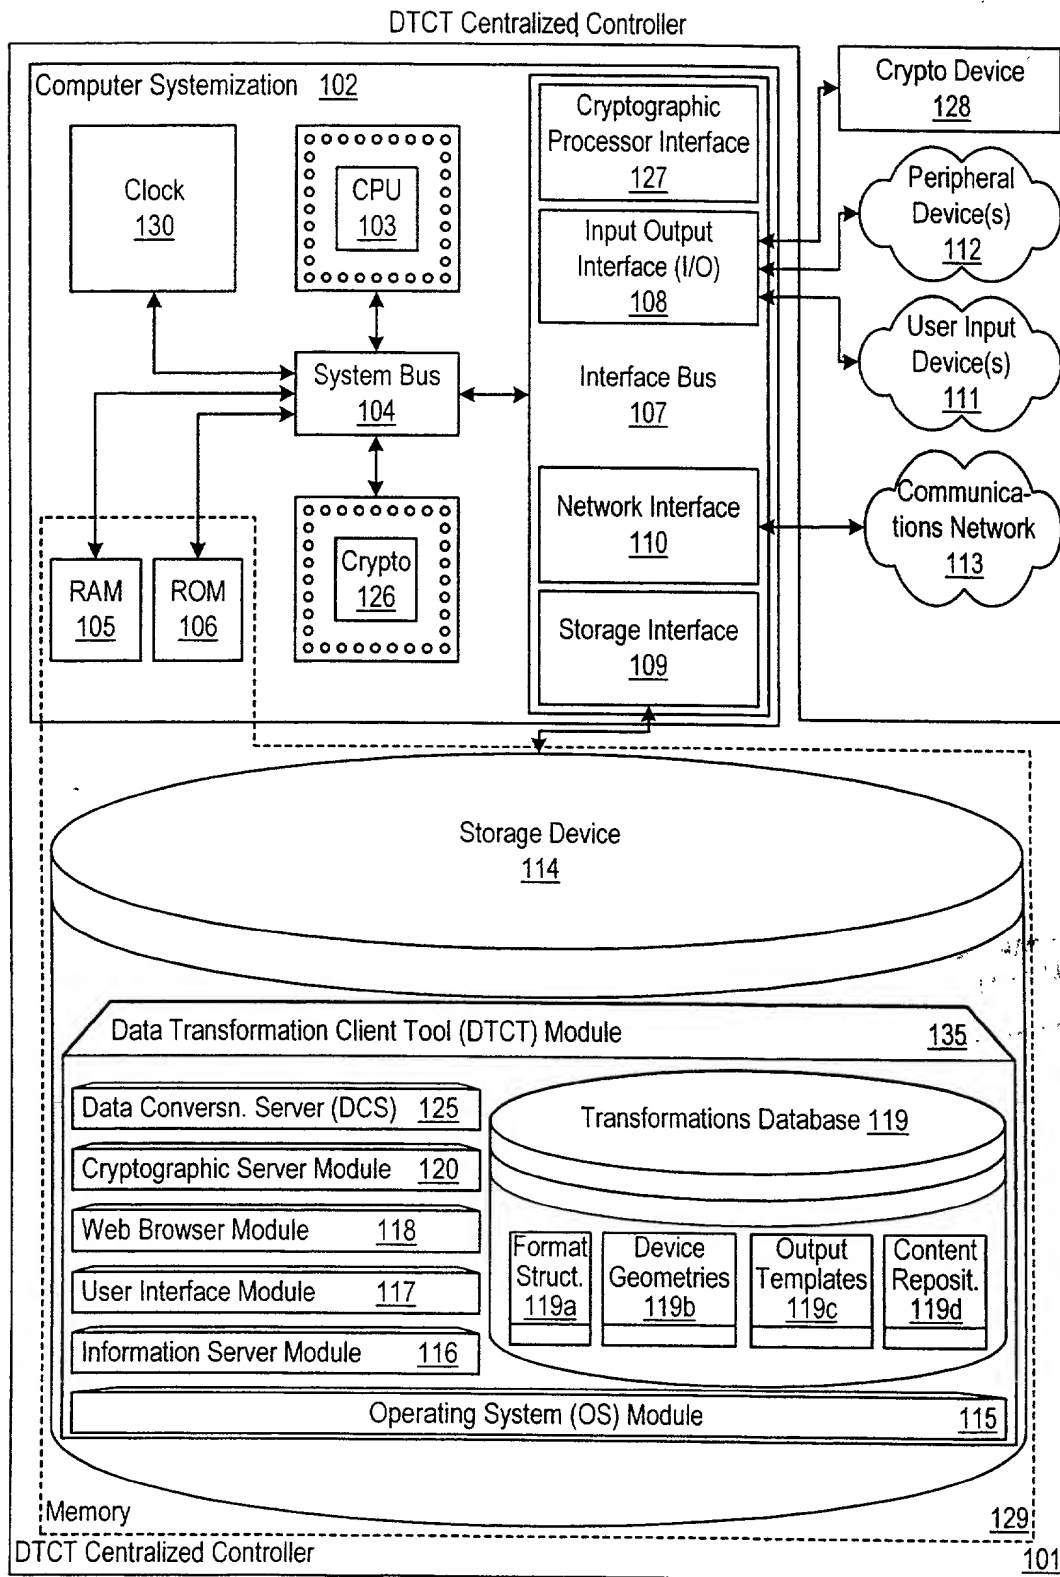 DTCT Centralized Controller
Computer Systemization 102
Clock
130
CPU
103
Cryptographic
Processor Interface
127
Input Output
Interface (I/O)
108
Crypto Device
128
Peripheral
Device(s)
112
User Input
Device(s)
111
System Bus
104
Interface Bus
107
Network Interface
110
Communica-
tions Network
113
RAM
105
ROM
106
Crypto
126
Storage Interface
109
Storage Device
114
Data Transformation Client Tool (DTCT) Module 135
Data Conversn. Server (DCS) 125
Cryptographic Server Module 120
Web Browser Module 118
User Interface Module 117
Information Server Module 116
Transformations Database 119
Format
Struct.
119a
Device
Geometries
119b
Output
Templates
119c
Content
Reposit.
119d
Operating System (OS) Module 115
Memory 129
DTCT Centralized Controller 101